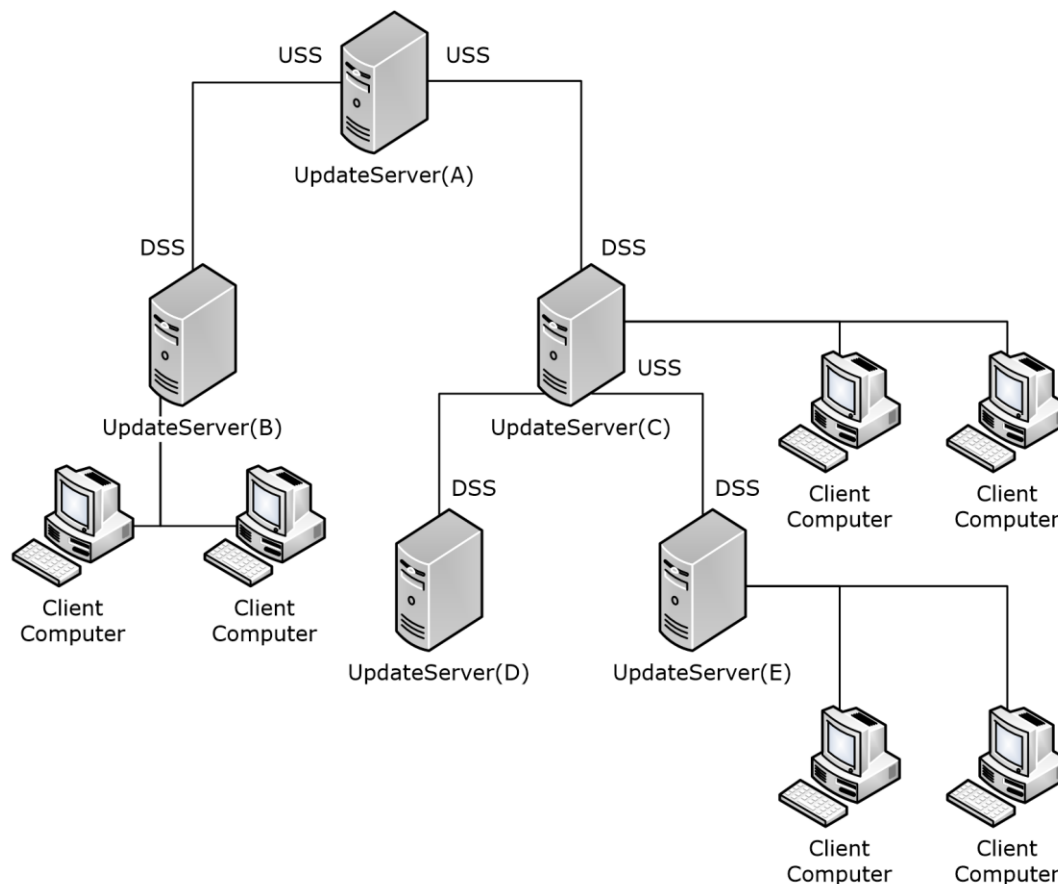 USS
USS
UpdateServer(A)
DSS
DSS
USS
UpdateServer(B)
UpdateServer(C)
DSS
DSS
Client
Computer
Client
Computer
Client
Computer
Client
Computer
UpdateServer(D)
UpdateServer(E)
Client
Computer
Client
Computer